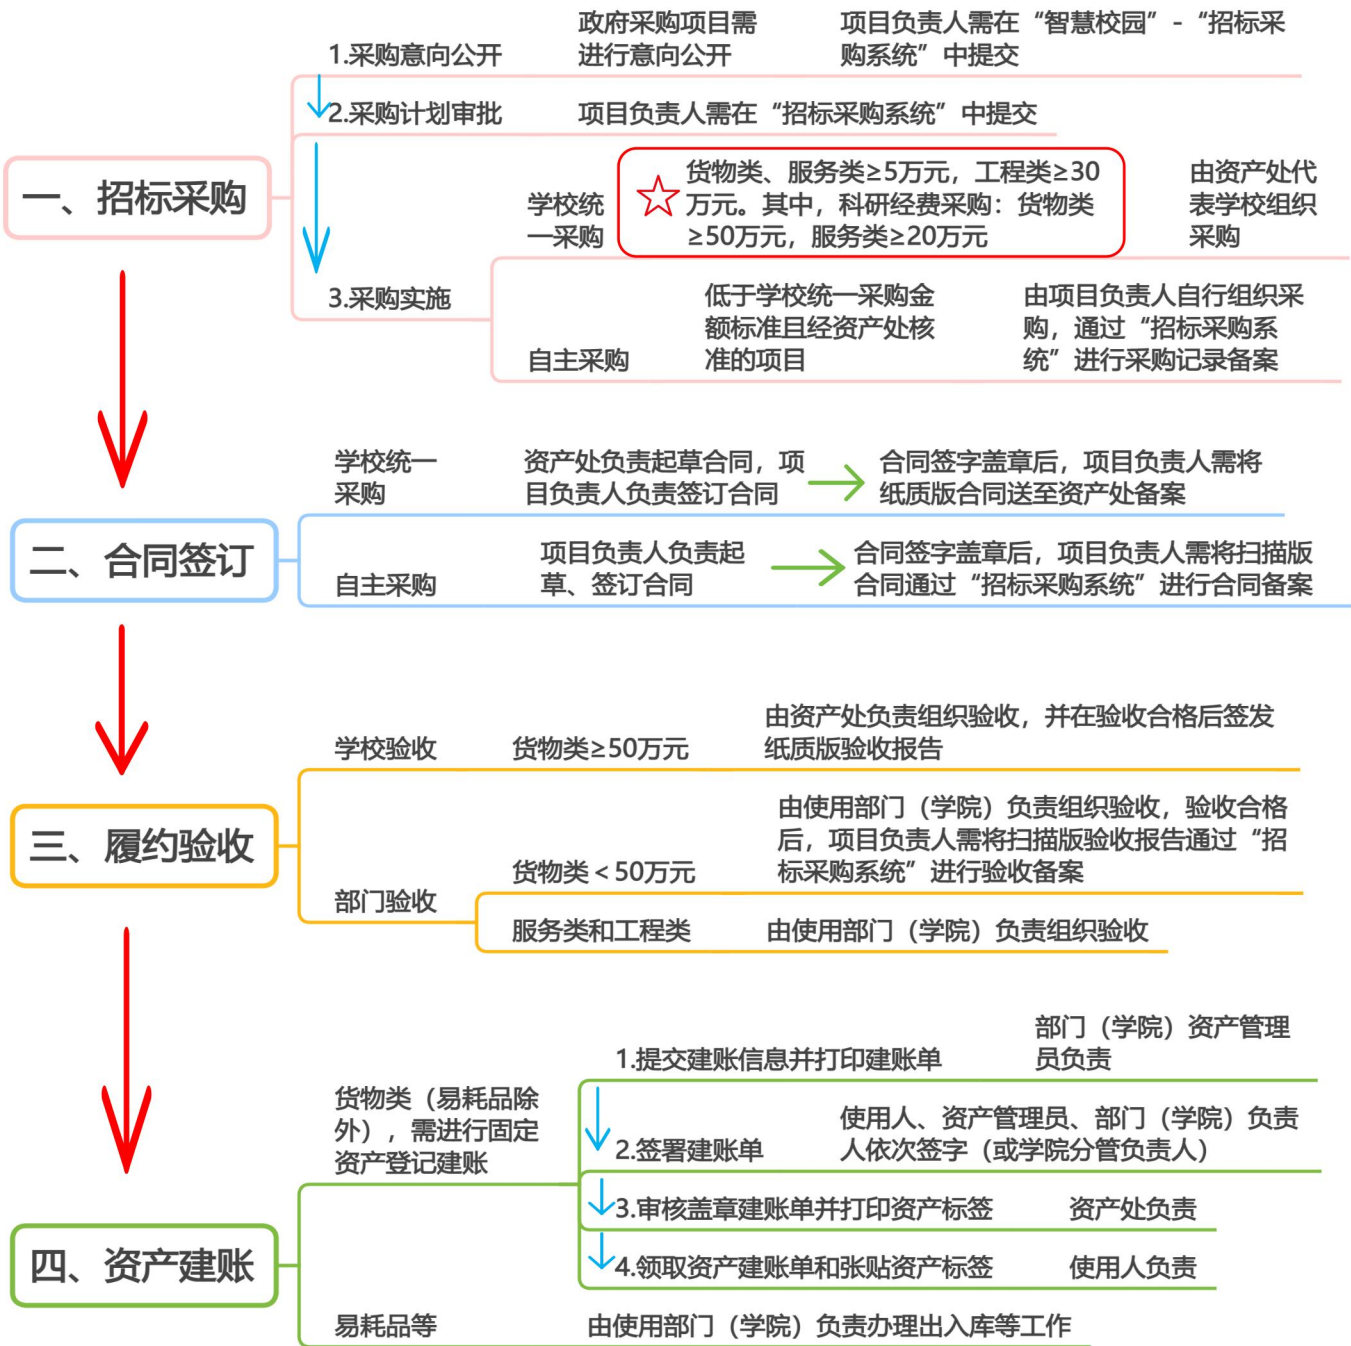 一、招标采购
1.采购意向公开
政府采购项目需
进行意向公开
项目负责人需在“智慧校园”-“招标采
购系统”中提交
2.采购计划审批
项目负责人需在“招标采购系统”中提交
3.采购实施
学校统
一采购
货物类、服务类≥5万元，工程类≥30
万元。其中，科研经费采购：货物类
≥50万元，服务类≥20万元
由资产处代
表学校组织
采购
自主采购
低于学校统一采购金
额标准且经资产处核
准的项目
由项目负责人自行组织采
购，通过“招标采购系
统”进行采购记录备案
二、合同签订
学校统一
采购
资产处负责起草合同，项
目负责人负责签订合同
合同签字盖章后，项目负责人需将
纸质版合同送至资产处备案
自主采购
项目负责人负责起
草、签订合同
合同签字盖章后，项目负责人需将扫描版
合同通过“招标采购系统”进行合同备案
三、履约验收
学校验收
货物类≥50万元
由资产处负责组织验收，并在验收合格后签发
纸质版验收报告
部门验收
货物类＜50万元
由使用部门（学院）负责组织验收，验收合格
后，项目负责人需将扫描版验收报告通过“招
标采购系统”进行验收备案
服务类和工程类
由使用部门（学院）负责组织验收
四、资产建账
货物类（易耗品除
外），需进行固定
资产登记建账
1.提交建账信息并打印建账单
部门（学院）资产管理
员负责
2.签署建账单
使用人、资产管理员、部门（学院）负责
人依次签字（或学院分管负责人）
3.审核盖章建账单并打印资产标签
资产处负责
4.领取资产建账单和张贴资产标签
使用人负责
易耗品等
由使用部门（学院）负责办理出入库等工作